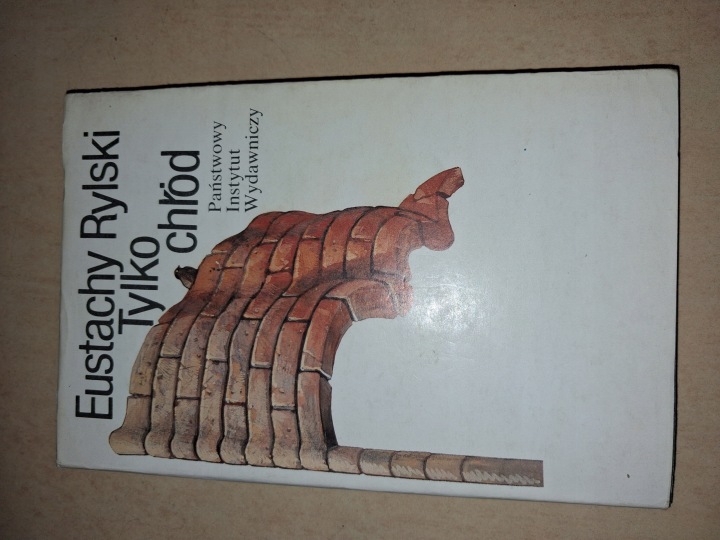 Eustachy Rylski
Tylko
chłód
Państwowy
Instytut
Wydawniczy